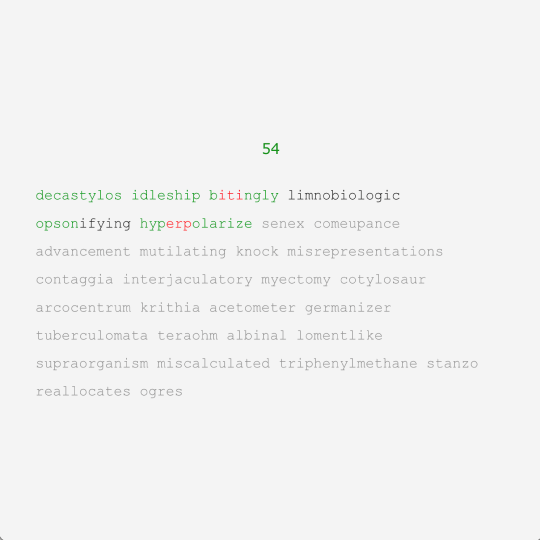 54
decastylos idleship bitingly limnobiologic
opsonifying hyperpolarize senex comeupance
advancement mutilating knock misrepresentations
contaggia interjaculatory myectomy cotylosaur
arcocentrum krithia acetometer germanizer
tuberculomata teraohm albinal lomentlike
supraorganism miscalculated triphenylmethane stanzo
reallocates ogres